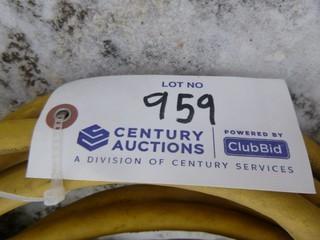 LOT NO
959
CENTURY AUCTIONS
POWERED BY
ClubBid
A DIVISION OF CENTURY SERVICES